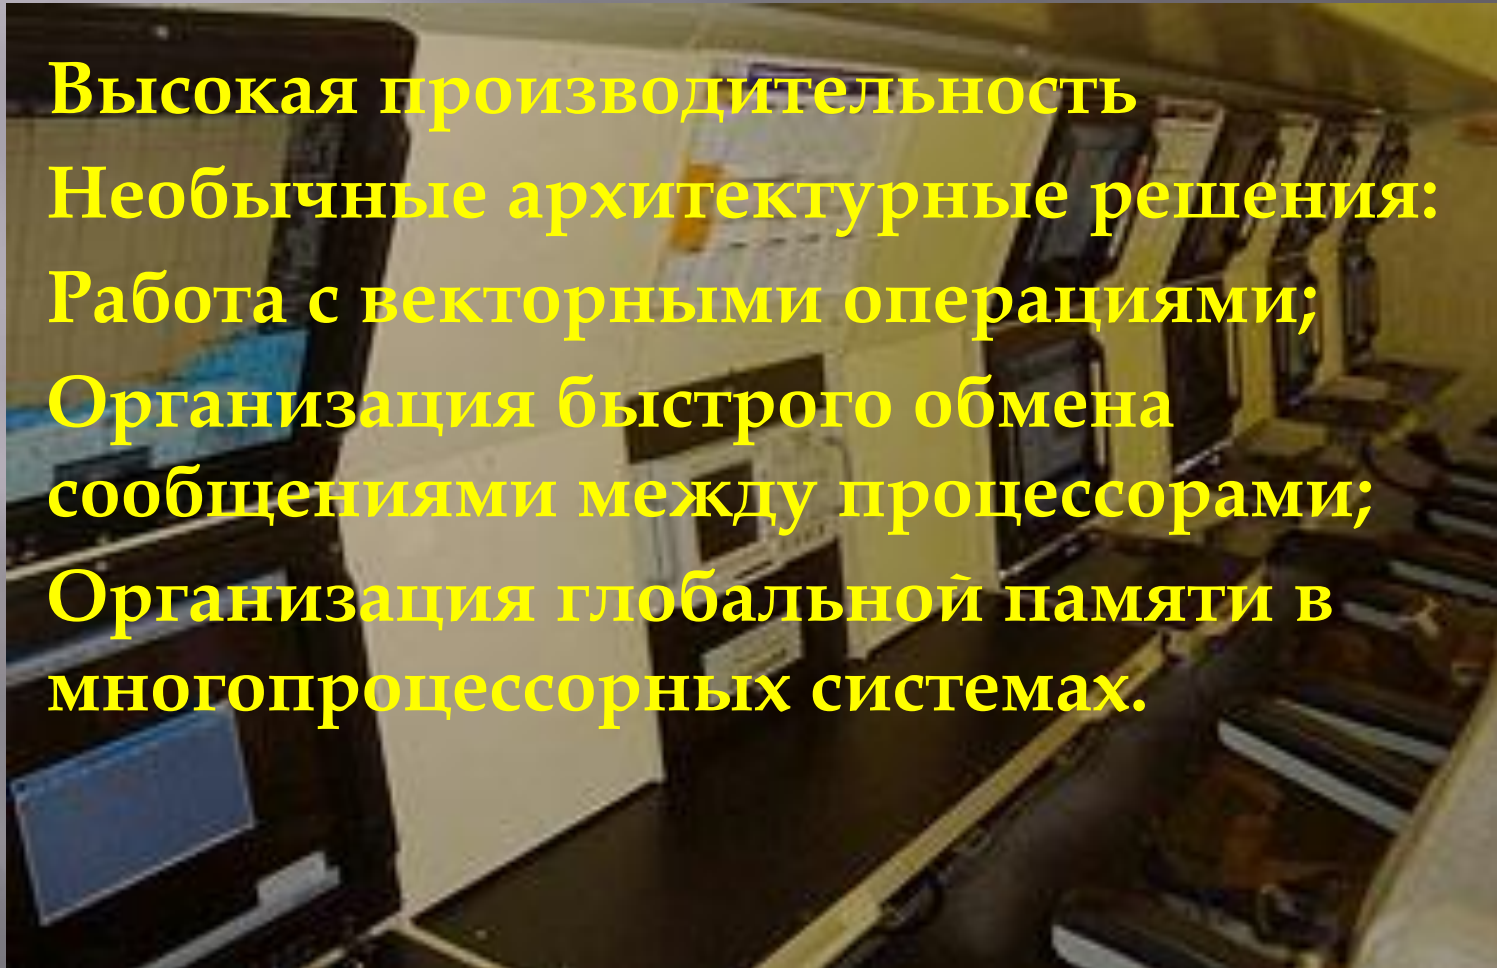 Высокая производительность
Необычные архитектурные решения:
Работа с векторными операциями;
Организация быстрого обмена
сообщениями между процессорами;
Организация глобальной памяти в
многопроцессорных системах.